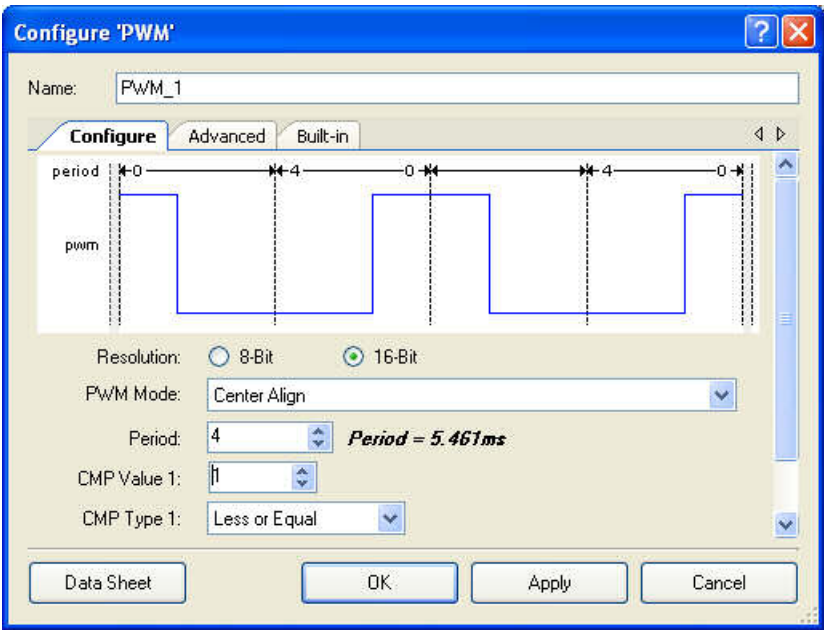 Configure 'PWM'
Name: PWM_1
Configure Advanced Built-in
period 0 4 0 4 0
pwm
Resolution: 8-Bit 16-Bit
PWM Mode: Center Align
Period: 4 Period = 5.461ms
CMP Value 1: 1
CMP Type 1: Less or Equal
Data Sheet OK Apply Cancel